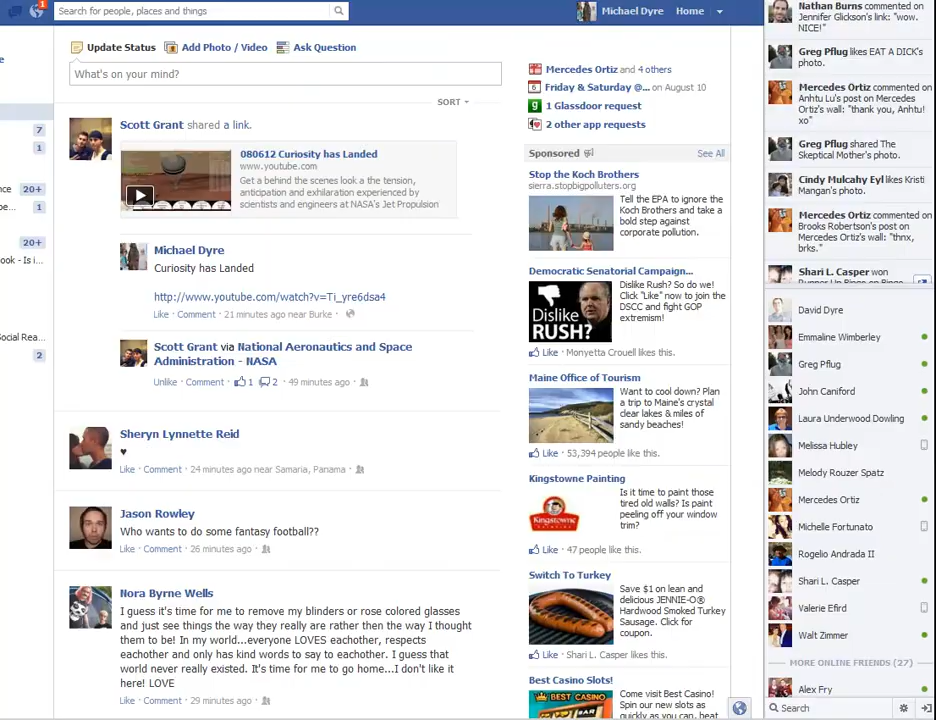 1
Search for people, places and things
Michael Dyre
Home
e
7
1
nce 20+
pe... 1
20+
ook - Is i...
Social Rea...
2
Update Status
Add Photo / Video
Ask Question
What's on your mind?
SORT
Scott Grant shared a link.
080612 Curiosity has Landed
www.youtube.com
Get a behind the scenes look a the tension,
anticipation and exhilaration experienced by
scientists and engineers at NASA's Jet Propulsion
Michael Dyre
Curiosity has Landed
http://www.youtube.com/watch?v=Ti_yre6dsa4
Like · Comment · 21 minutes ago near Burke ·
Scott Grant via National Aeronautics and Space
Administration - NASA
Unlike · Comment · 1 2 · 49 minutes ago ·
Sheryn Lynnette Reid
♥
Like · Comment · 24 minutes ago near Samaria, Panama ·
Jason Rowley
Who wants to do some fantasy football??
Like · Comment · 26 minutes ago ·
Nora Byrne Wells
I guess it's time for me to remove my blinders or rose colored glasses
and just see things the way they really are rather then the way I thought
them to be! In my world...everyone LOVES eachother, respects
eachother and only has kind words to say to eachother. I guess that
world never really existed. It's time for me to go home...I don't like it
here! LOVE
Like · Comment · 29 minutes ago ·
Mercedes Ortiz and 4 others
6 Friday & Saturday @... on August 10
g 1 Glassdoor request
2 other app requests
Sponsored
See All
Stop the Koch Brothers
sierra.stopbigpolluters.org
Tell the EPA to ignore the
Koch Brothers and take a
bold step against
corporate pollution.
Democratic Senatorial Campaign...
DISLIKE
RUSH?
Dislike Rush? So do we!
Click "Like" now to join the
DSCC and fight GOP
extremism!
Like · Monyetta Crouell likes this.
Maine Office of Tourism
Want to cool down? Plan
a trip to Maine's crystal
clear lakes & miles of
sandy beaches!
Like · 53,394 people like this.
Kingstowne Painting
Kingstowne
Is it time to paint those
tired old walls? Is paint
peeling off your window
trim?
Like · 47 people like this.
Switch To Turkey
Save $1 on lean and
delicious JENNIE-O®
Hardwood Smoked Turkey
Sausage. Click for
coupon.
Like · Shari L. Casper likes this.
Best Casino Slots!
BEST CASINO
Come visit Best Casino!
Spin our new slots as
quickly as you can, beat
Nathan Burns commented on
Jennifer Glickson's link: "wow.
NICE!"
Greg Pflug likes EAT A DICK's
photo.
Mercedes Ortiz commented on
Anhtu Lu's post on Mercedes
Ortiz's wall: "thank you, Anhtu!
xo"
Greg Pflug shared The
Skeptical Mother's photo.
Cindy Mulcahy Eyl likes Kristi
Mangan's photo.
Mercedes Ortiz commented on
Brooks Robertson's post on
Mercedes Ortiz's wall: "thnx,
brks."
Shari L. Casper won
David Dyre
Emmaline Wimberley
Greg Pflug
John Caniford
Laura Underwood Dowling
Melissa Hubley
Melody Rouzer Spatz
Mercedes Ortiz
Michelle Fortunato
Rogelio Andrada II
Shari L. Casper
Valerie Efird
Walt Zimmer
MORE ONLINE FRIENDS (27)
Alex Fry
Search